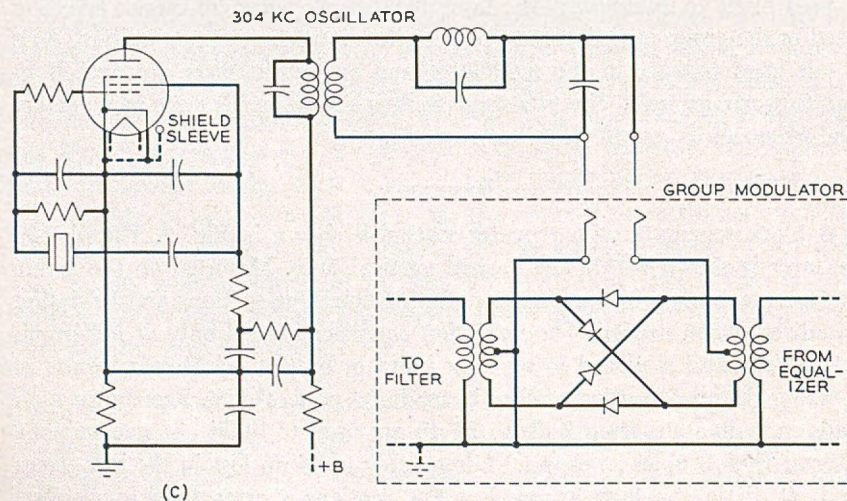 304 KC OSCILLATOR
SHIELD
SLEEVE
GROUP MODULATOR
TO
FILTER
FROM
EQUAL-
IZER
+B
(C)